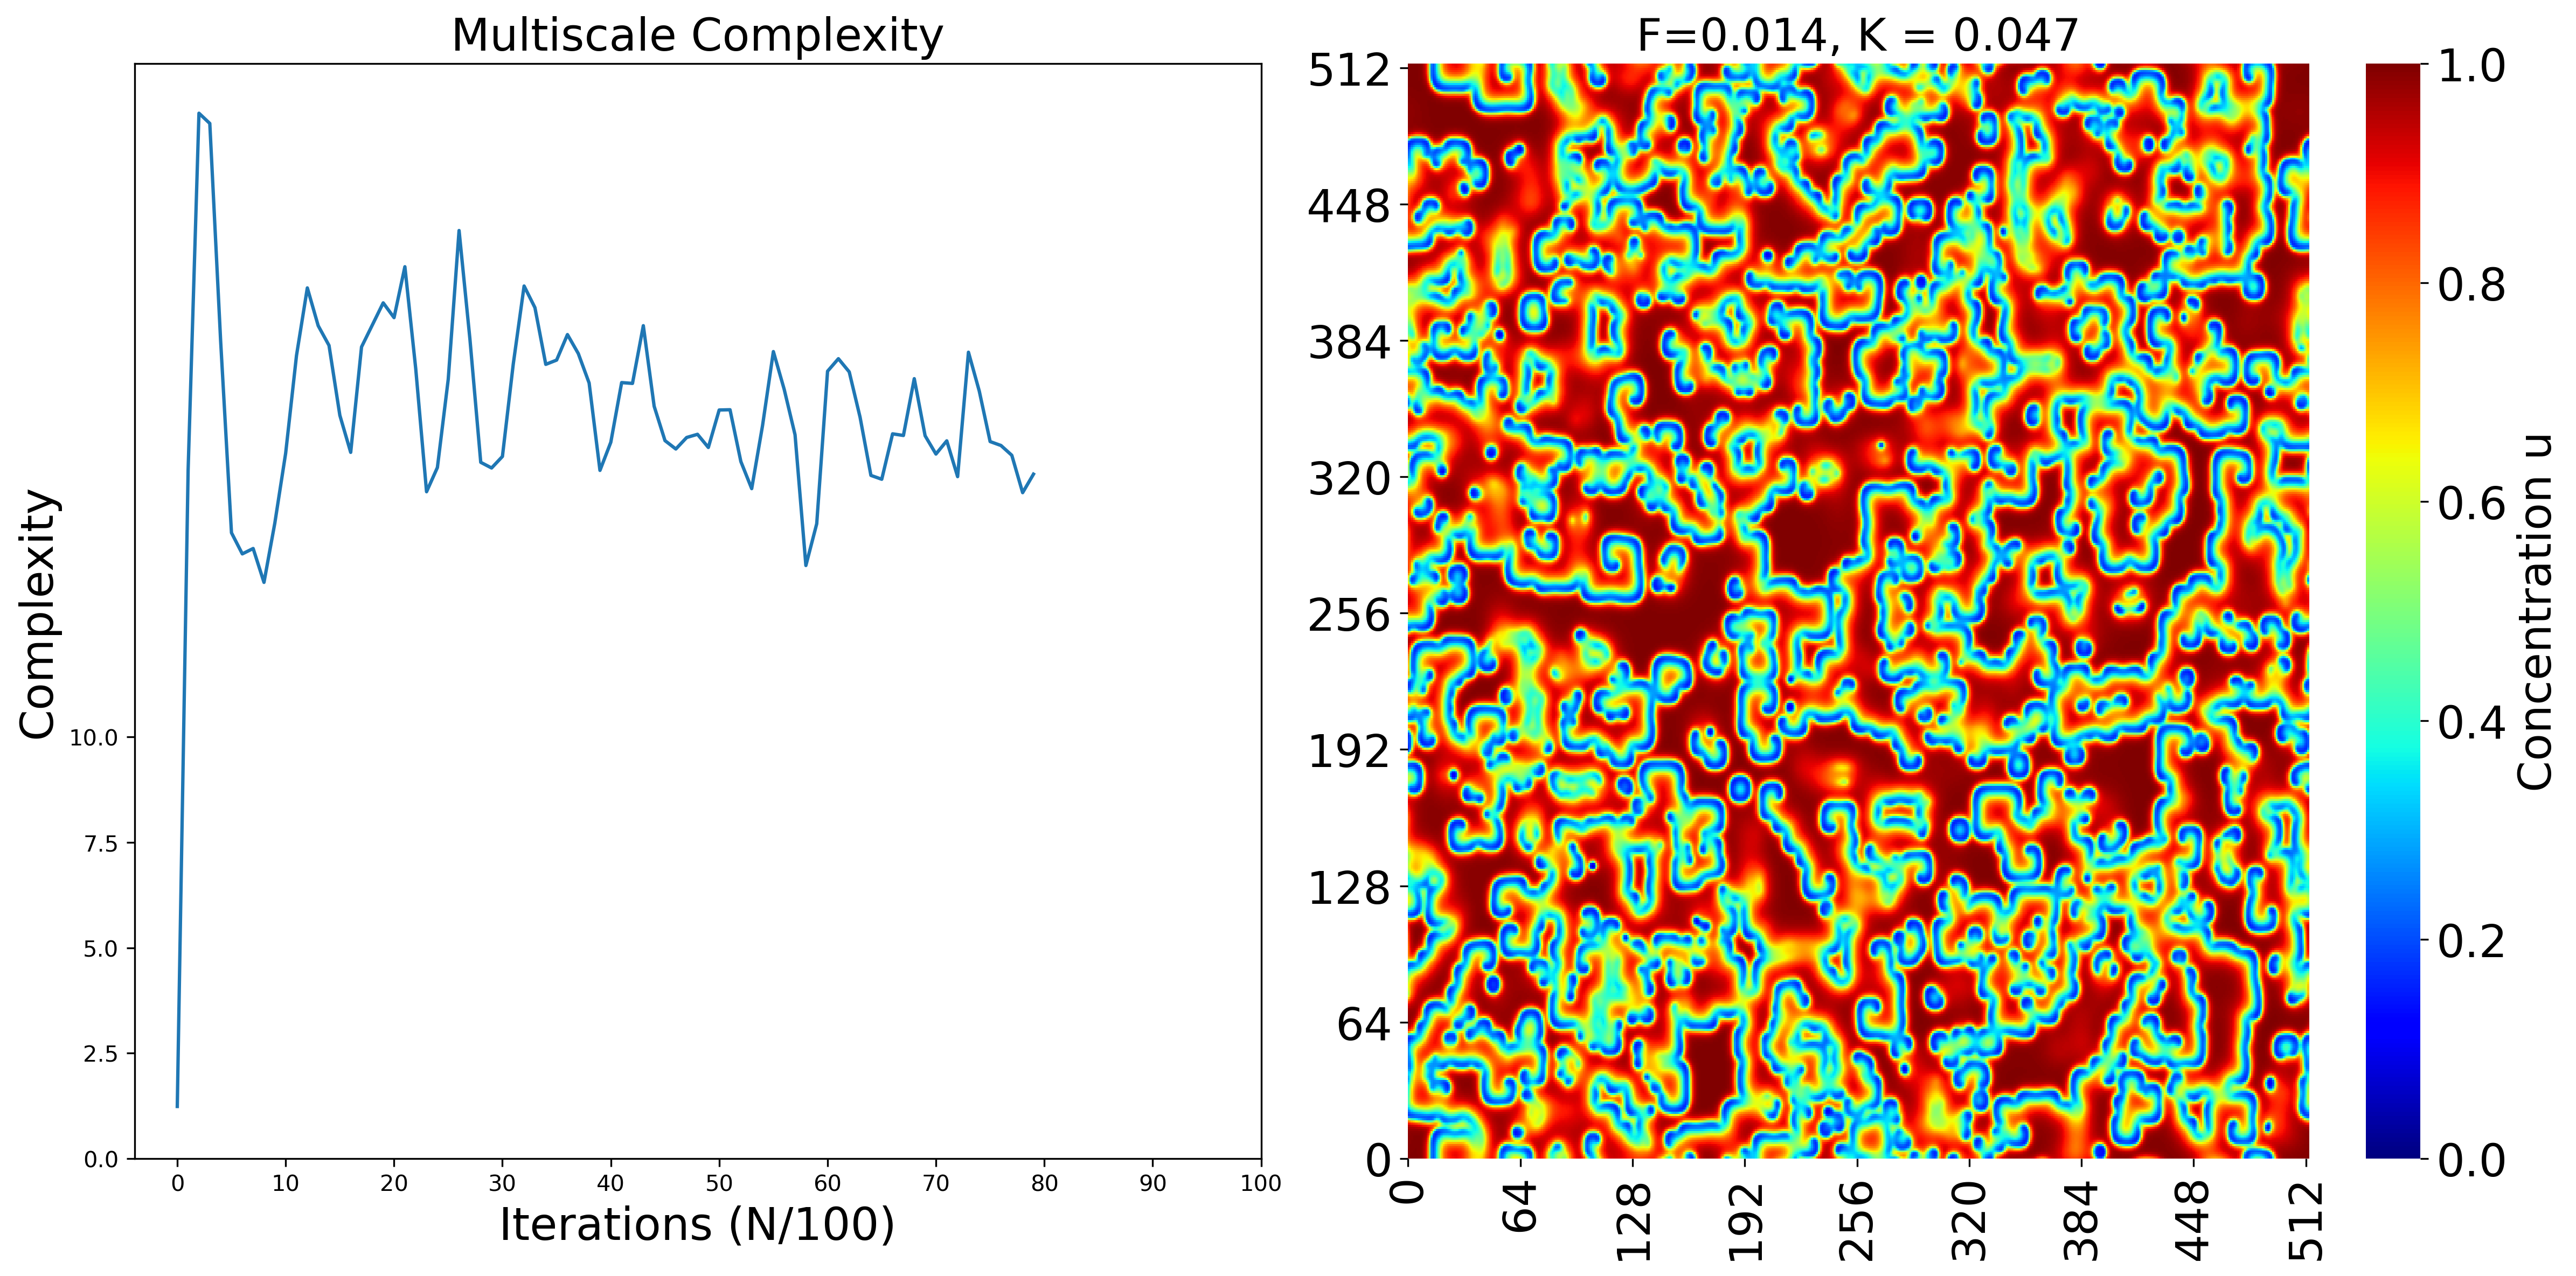 Multiscale Complexity
Complexity
10.0
7.5
5.0
2.5
0.0
0 10 20 30 40 50 60 70 80 90 100
Iterations (N/100)
F=0.014, K = 0.047
512
448
384
320
256
192
128
64
0
0 64 128 192 256 320 384 448 512
1.0
0.8
0.6
0.4
0.2
0.0
Concentration u